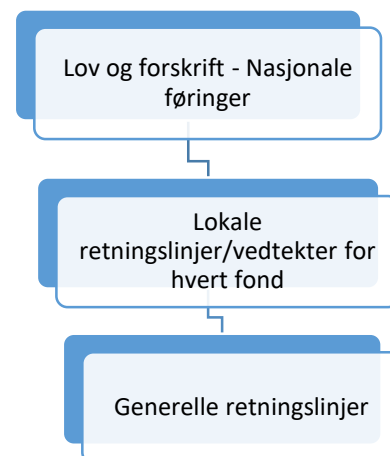 Lov og forskrift - Nasjonale
føringer
Lokale
retningslinjer/vedtekter for
hvert fond
Generelle retningslinjer